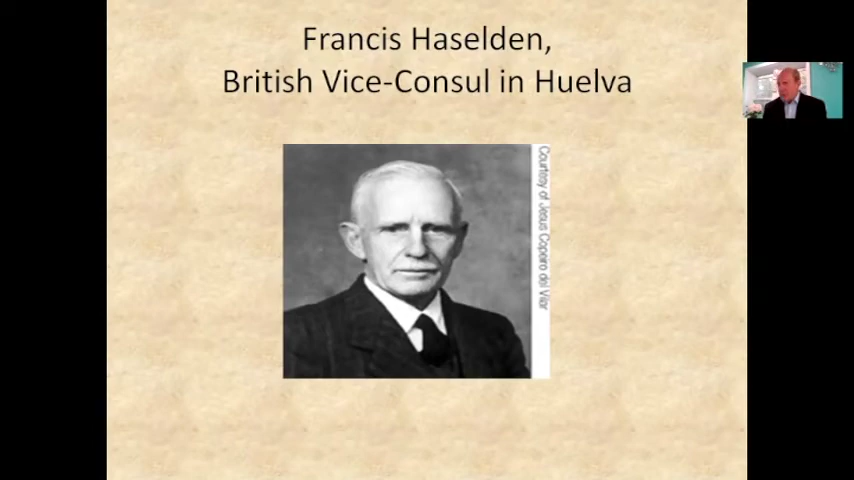 Francis Haselden,
British Vice-Consul in Huelva
Courtesy of Jesus Copeiro del Villar